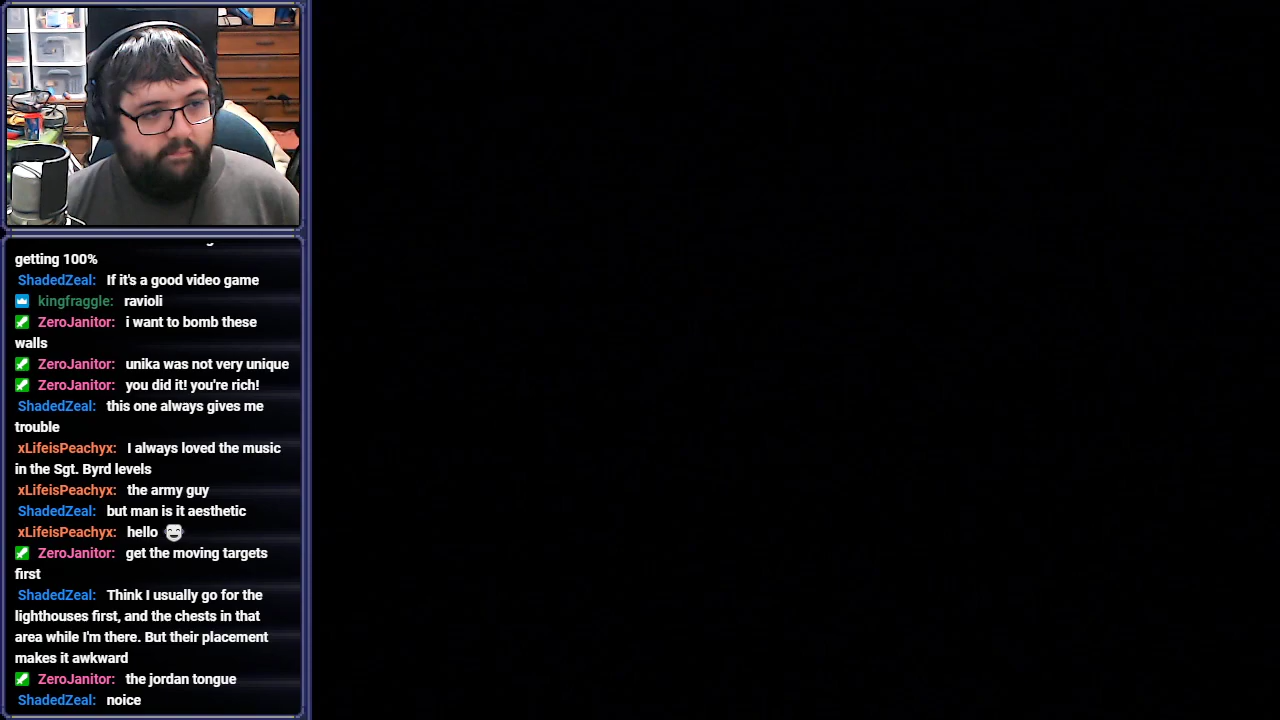 getting 100%
ShadedZeal: If it's a good video game
kingfraggle: ravioli
ZeroJanitor: i want to bomb these
walls
ZeroJanitor: unika was not very unique
ZeroJanitor: you did it! you're rich!
ShadedZeal: this one always gives me
trouble
xLifeisPeachyx: I always loved the music
in the Sgt. Byrd levels
xLifeisPeachyx: the army guy
ShadedZeal: but man is it aesthetic
xLifeisPeachyx: hello
ZeroJanitor: get the moving targets
first
ShadedZeal: Think I usually go for the
lighthouses first, and the chests in that
area while I'm there. But their placement
makes it awkward
ZeroJanitor: the jordan tongue
ShadedZeal: noice